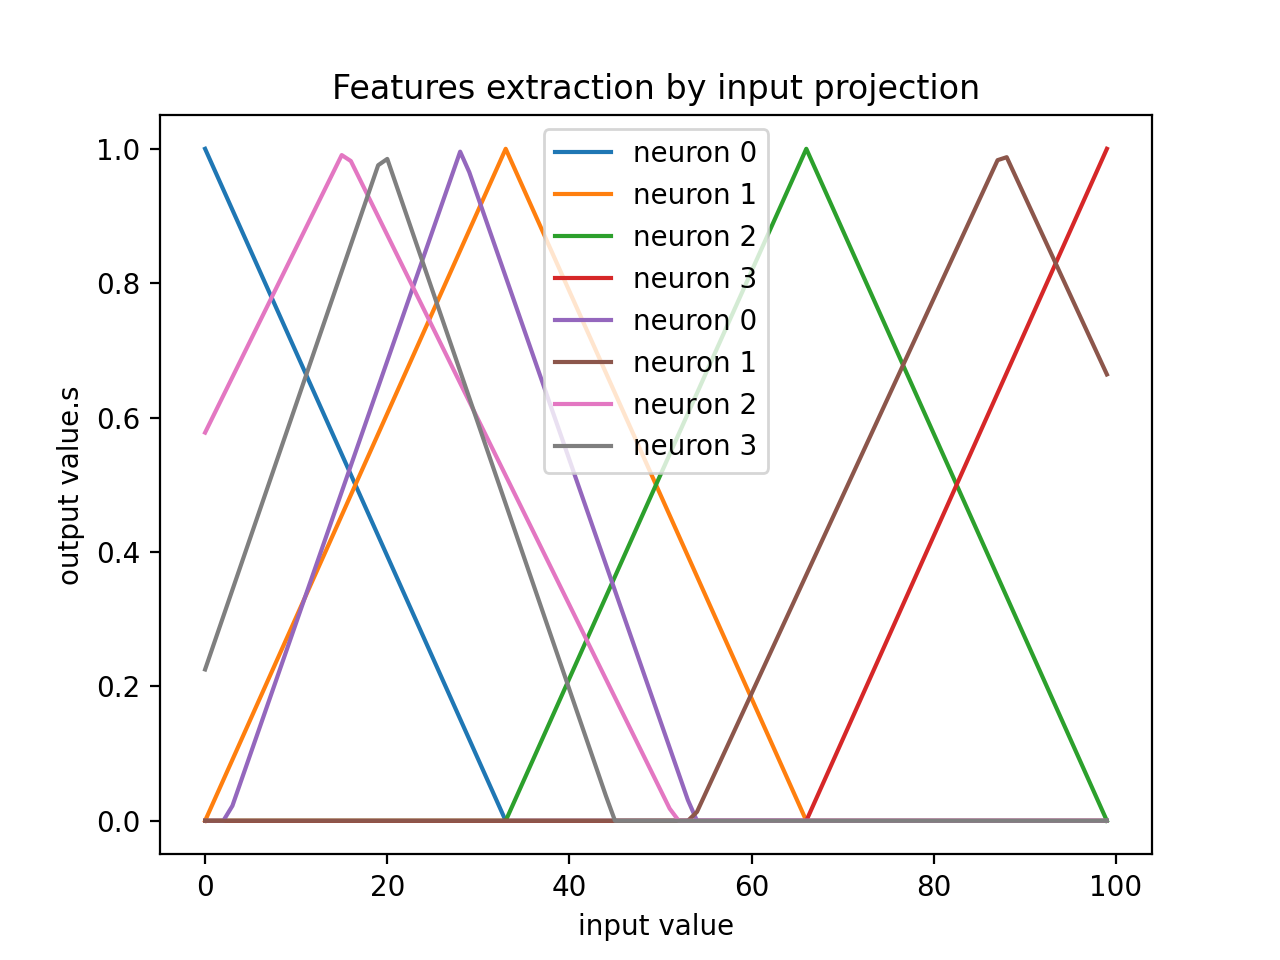 Features extraction by input projection
output value.s
1.0
0.8
0.6
0.4
0.2
0.0
neuron 0
neuron 1
neuron 2
neuron 3
neuron 0
neuron 1
neuron 2
neuron 3
0 20 40 60 80 100
input value